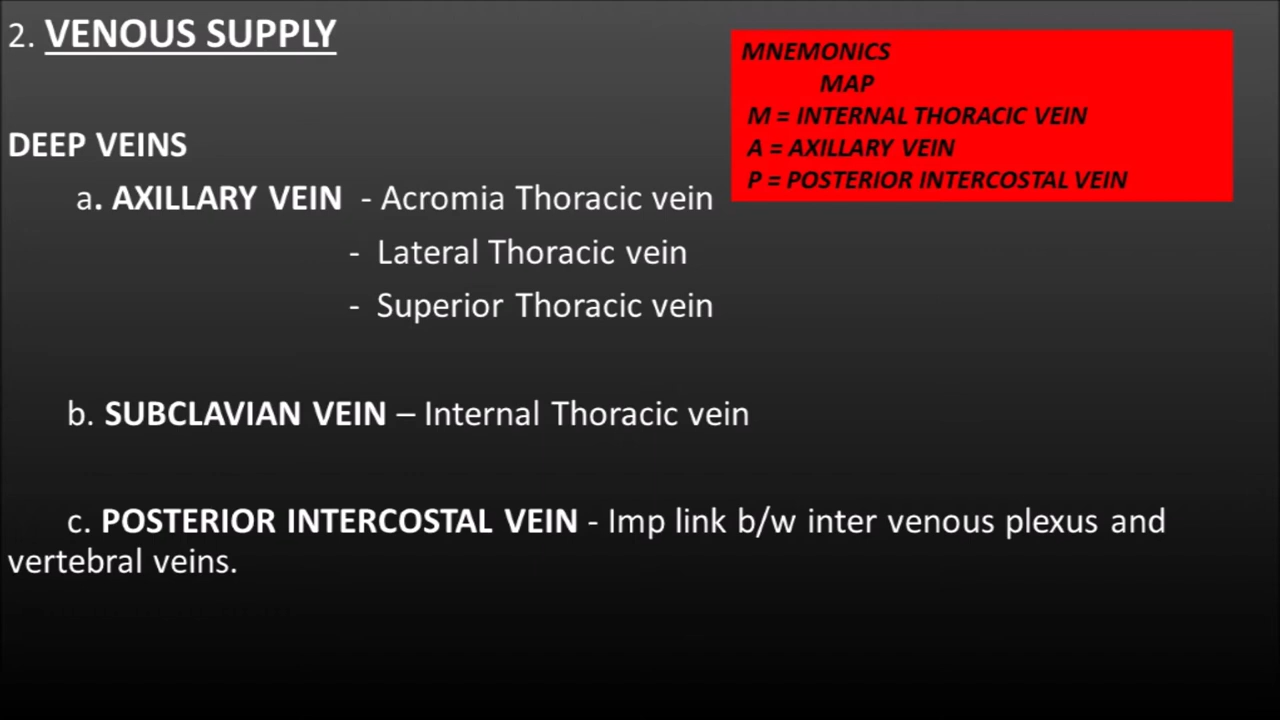 2. VENOUS SUPPLY
MNEMONICS
MAP
M = INTERNAL THORACIC VEIN
A = AXILLARY VEIN
P = POSTERIOR INTERCOSTAL VEIN
DEEP VEINS
a. AXILLARY VEIN - Acromia Thoracic vein
- Lateral Thoracic vein
- Superior Thoracic vein
b. SUBCLAVIAN VEIN – Internal Thoracic vein
c. POSTERIOR INTERCOSTAL VEIN - Imp link b/w inter venous plexus and
vertebral veins.